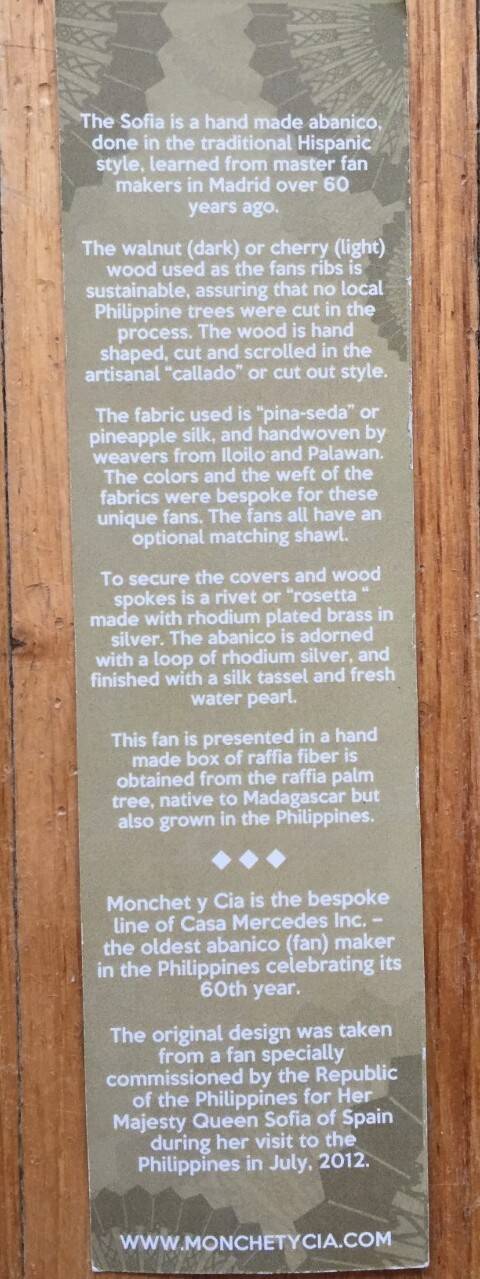 The Sofia is a hand made abanico,
done in the traditional Hispanic
style, learned from master fan
makers in Madrid over 60
years ago.
The walnut (dark) or cherry (light)
wood used as the fans ribs is
sustainable, assuring that no local
Philippine trees were cut in the
process. The wood is hand
shaped, cut and scrolled in the
artisanal "callado" or cut out style.
The fabric used is "pina-seda" or
pineapple silk, and handwoven by
weavers from Iloilo and Palawan.
The colors and the weft of the
fabrics were bespoke for these
unique fans. The fans all have an
optional matching shawl.
To secure the covers and wood
spokes is a rivet or "rosetta "
made with rhodium plated brass in
silver. The abanico is adorned
with a loop of rhodium silver, and
finished with a silk tassel and fresh
water pearl.
This fan is presented in a hand
made box of raffia fiber is
obtained from the raffia palm
tree, native to Madagascar but
also grown in the Philippines.
Monchet y Cia is the bespoke
line of Casa Mercedes Inc. –
the oldest abanico (fan) maker
in the Philippines celebrating its
60th year.
The original design was taken
from a fan specially
commissioned by the Republic
of the Philippines for Her
Majesty Queen Sofia of Spain
during her visit to the
Philippines in July, 2012.
WWW.MONCHETYCIA.COM